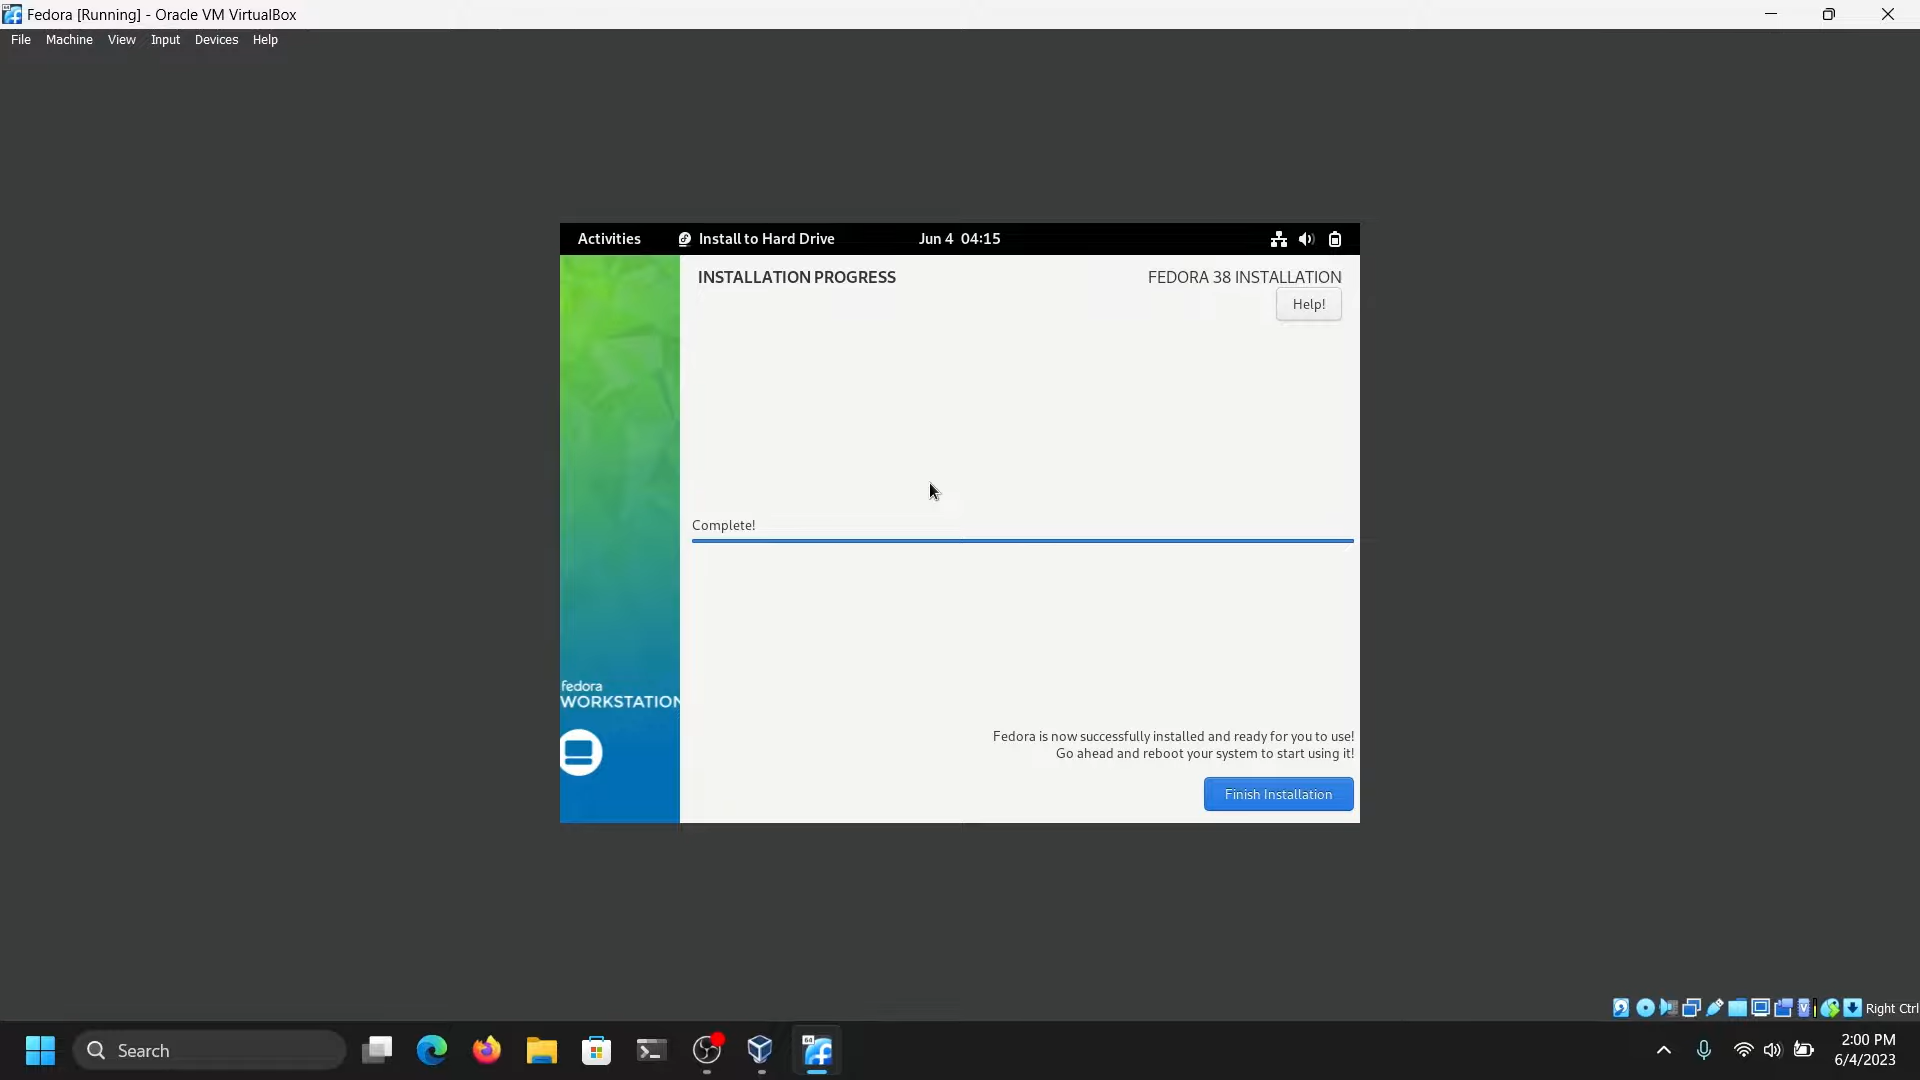 Fedora [Running] - Oracle VM VirtualBox
File Machine View Input Devices Help
Activities Install to Hard Drive Jun 4 04:15
INSTALLATION PROGRESS FEDORA 38 INSTALLATION
Help!
Complete!
fedora
WORKSTATION
Fedora is now successfully installed and ready for you to use!
Go ahead and reboot your system to start using it!
Finish Installation
Right Ctrl
Search
2:00 PM
6/4/2023